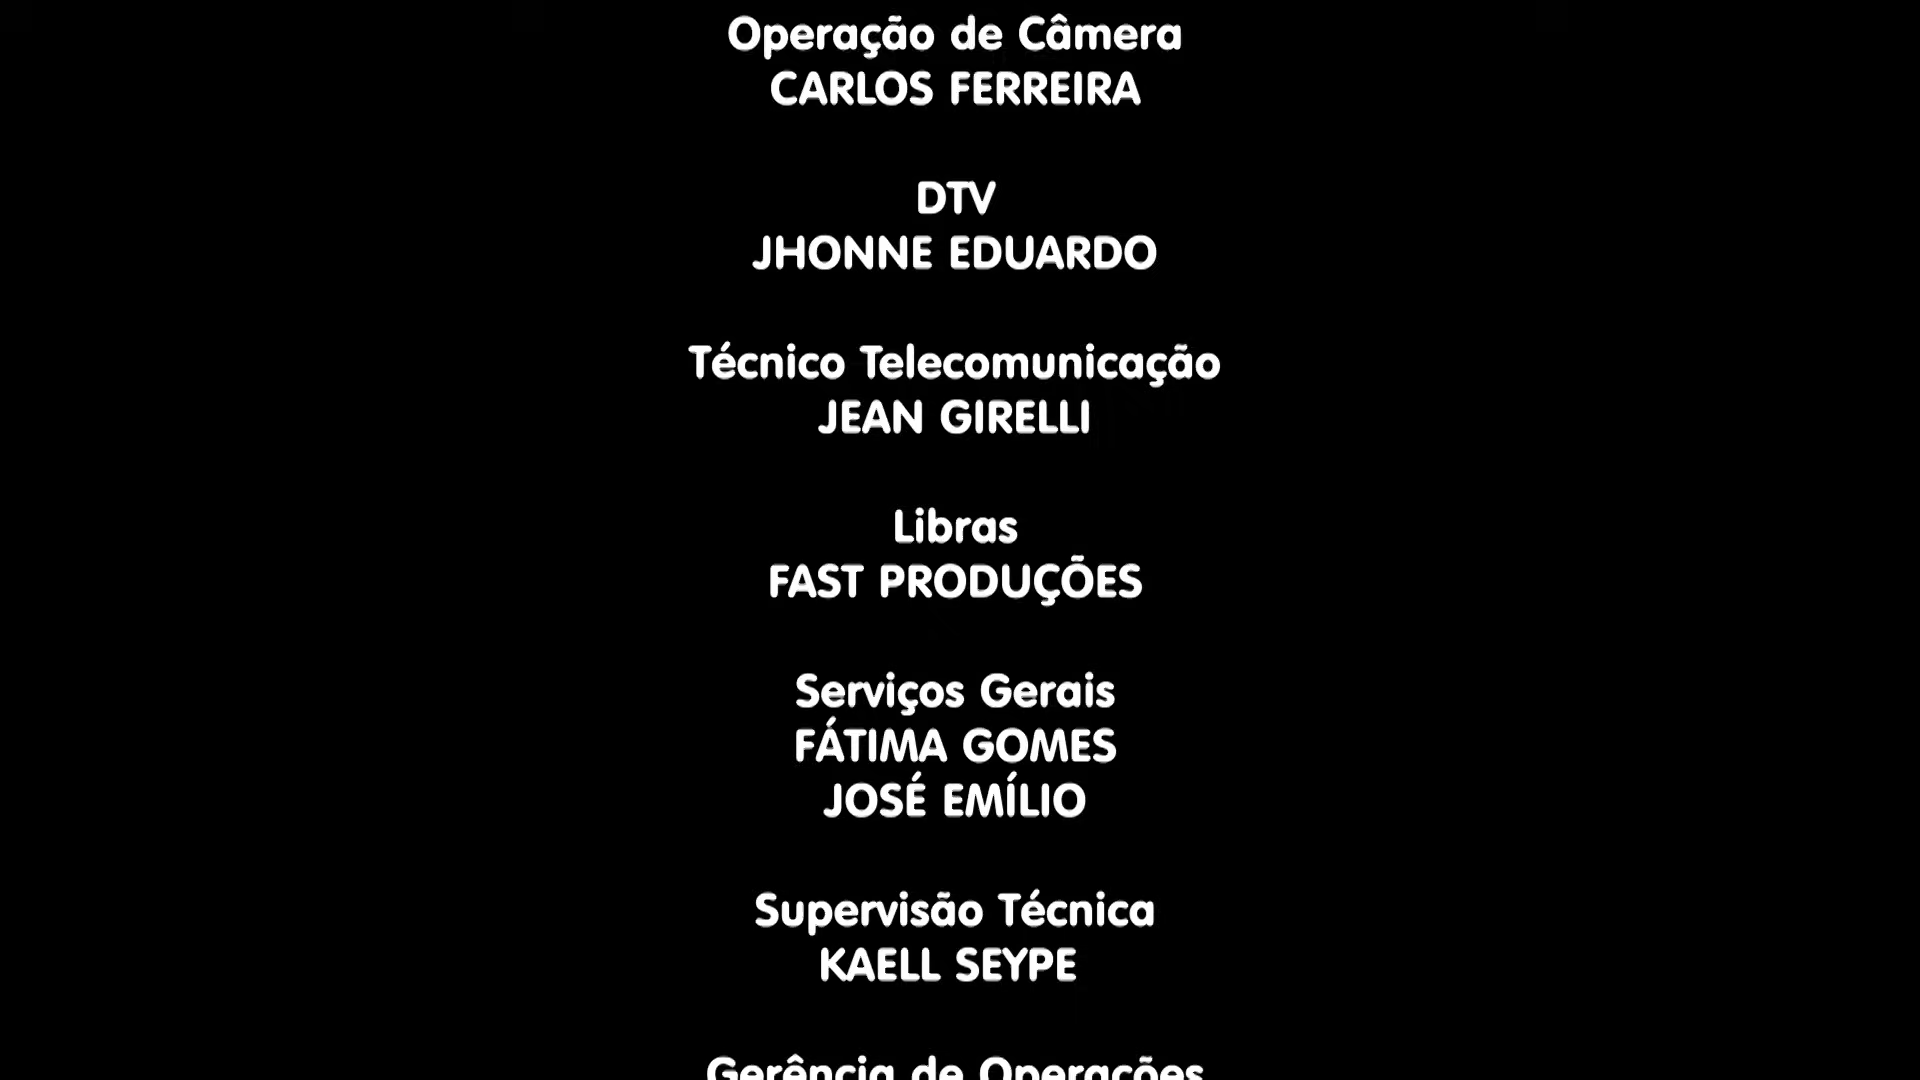 Operação de Câmera
CARLOS FERREIRA
DTV
JHONNE EDUARDO
Técnico Telecomunicação
JEAN GIRELLI
Libras
FAST PRODUÇÕES
Serviços Gerais
FÁTIMA GOMES
JOSÉ EMÍLIO
Supervisão Técnica
KAELL SEYPE
Gerência de Operações